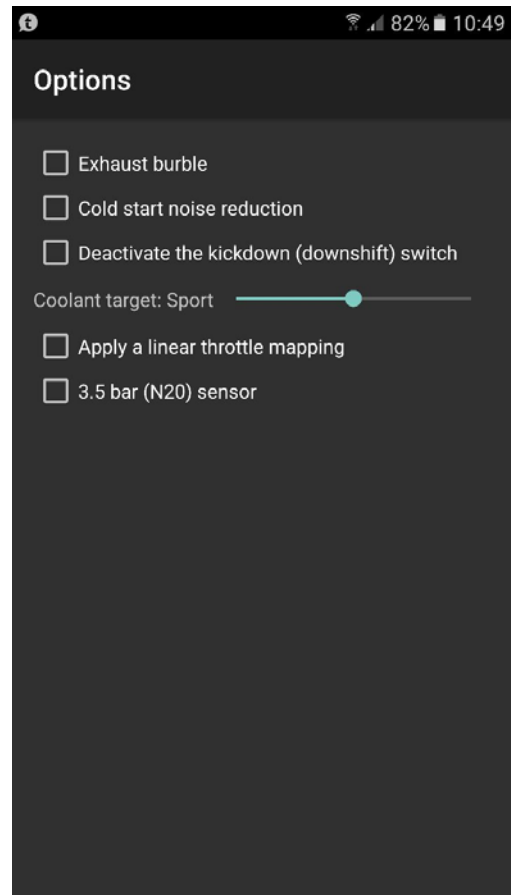 82% 10:49
Options
Exhaust burble
Cold start noise reduction
Deactivate the kickdown (downshift) switch
Coolant target: Sport
Apply a linear throttle mapping
3.5 bar (N20) sensor